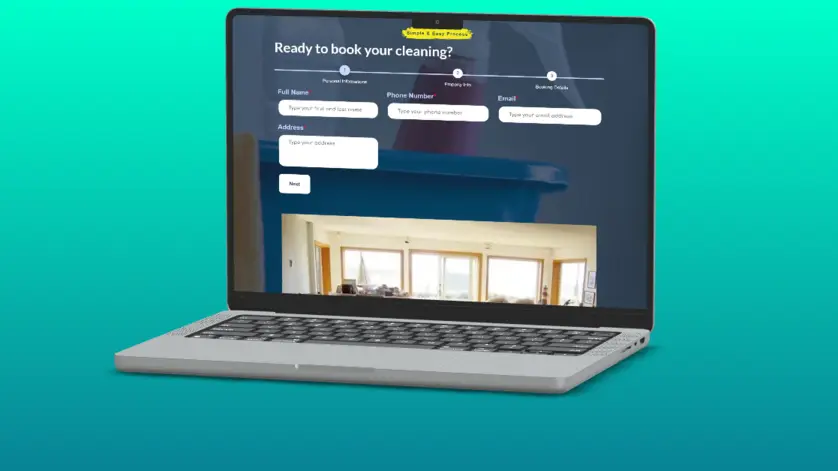 Simple & Easy Process
Ready to book your cleaning?
1 2 3
Personal Information Property Info Booking Details
Full Name* Phone Number* Email
Type your first and last name Type your phone number Type your email address
Address
Type your address
Next